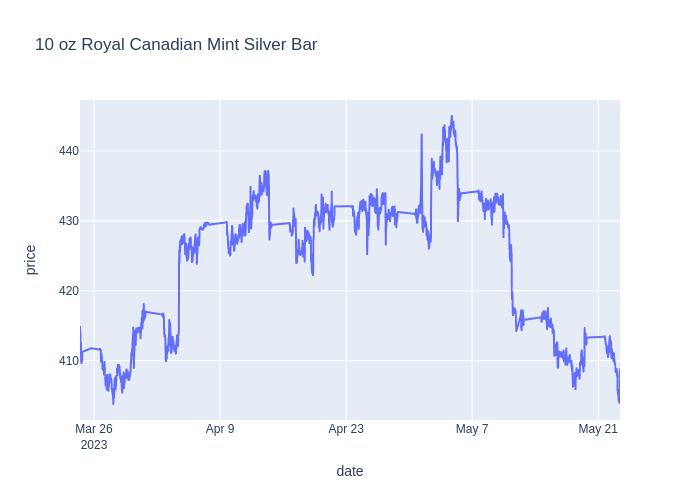 10 oz Royal Canadian Mint Silver Bar
price
440
430
420
410
Mar 26
2023
Apr 9
Apr 23
May 7
May 21
date